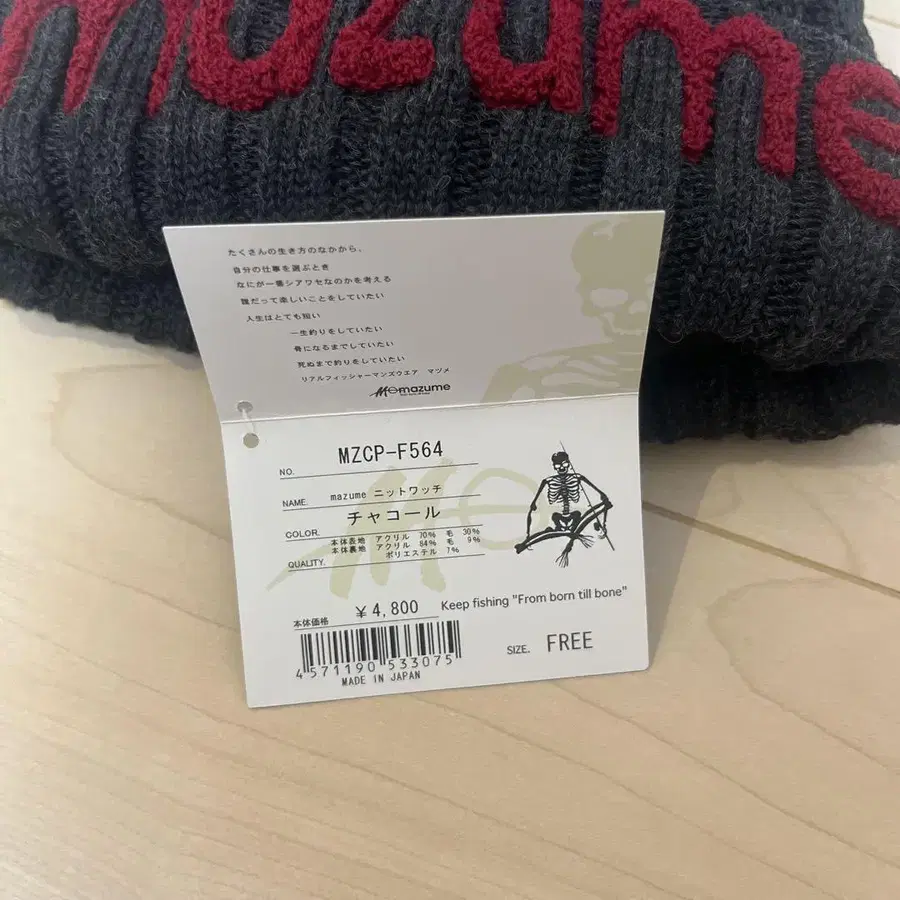 mazume
たくさんの生き方のなかから、
自分の仕事を選ぶとき
なにが一番シアワセなのかを考える
誰だって楽しいことをしていたい
人生はとても短い
一生釣りをしていたい
骨になるまでしていたい
死ぬまで釣りをしていたい
リアルフィッシャーマンズウエア マヅメ
mazume
NO. MZCP-F564
NAME. mazume ニットワッチ
COLOR. チャコール
本体表地 アクリル 70% 毛 30%
本体裏地 アクリル 84% 毛 9%
QUALITY. ポリエステル 7%
本体価格 ¥4,800
Keep fishing "From born till bone"
4571190 533075
MADE IN JAPAN
SIZE. FREE